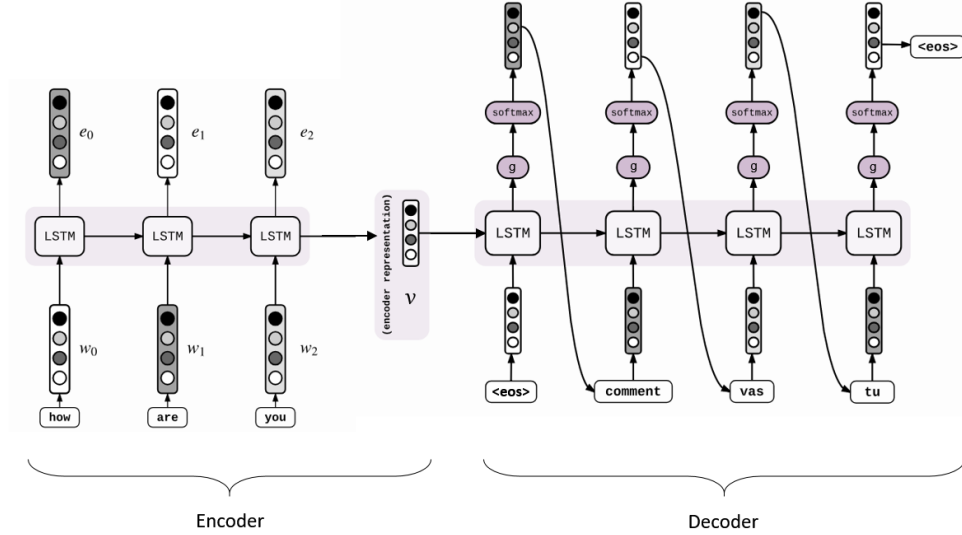 e0
e1
e2
LSTM
LSTM
LSTM
w0
w1
w2
how
are
you
(encoder representation)
v
softmax
softmax
softmax
softmax
<eos>
g
g
g
g
LSTM
LSTM
LSTM
LSTM
<eos>
comment
vas
tu
Encoder
Decoder